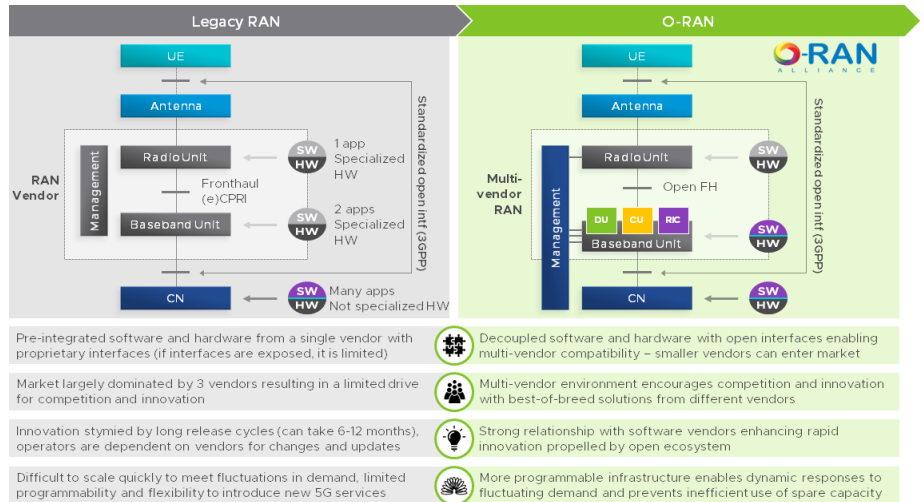 Legacy RAN
O-RAN
UE
Antenna
RAN
Vendor
Management
Radio Unit
Fronthaul
(e)CPRI
Baseband Unit
CN
SW
HW
1 app
Specialized
HW
SW
HW
2 apps
Specialized
HW
SW
HW
Many apps
Not specialized HW
Standardized open intf (3GPP)
O-RAN
ALLIANCE
UE
Antenna
Multi-
vendor
RAN
Management
Radio Unit
Open FH
DU
CU
RIC
Baseband Unit
CN
SW
HW
SW
HW
SW
HW
Standardized open intf (3GPP)
Pre-integrated software and hardware from a single vendor with
proprietary interfaces (if interfaces are exposed, it is limited)
Decoupled software and hardware with open interfaces enabling
multi-vendor compatibility – smaller vendors can enter market
Market largely dominated by 3 vendors resulting in a limited drive
for competition and innovation
Multi-vendor environment encourages competition and innovation
with best-of-breed solutions from different vendors
Innovation stymied by long release cycles (can take 6-12 months),
operators are dependent on vendors for changes and updates
Strong relationship with software vendors enhancing rapid
innovation propelled by open ecosystem
Difficult to scale quickly to meet fluctuations in demand, limited
programmability and flexibility to introduce new 5G services
More programmable infrastructure enables dynamic responses to
fluctuating demand and prevents inefficient use of spare capacity